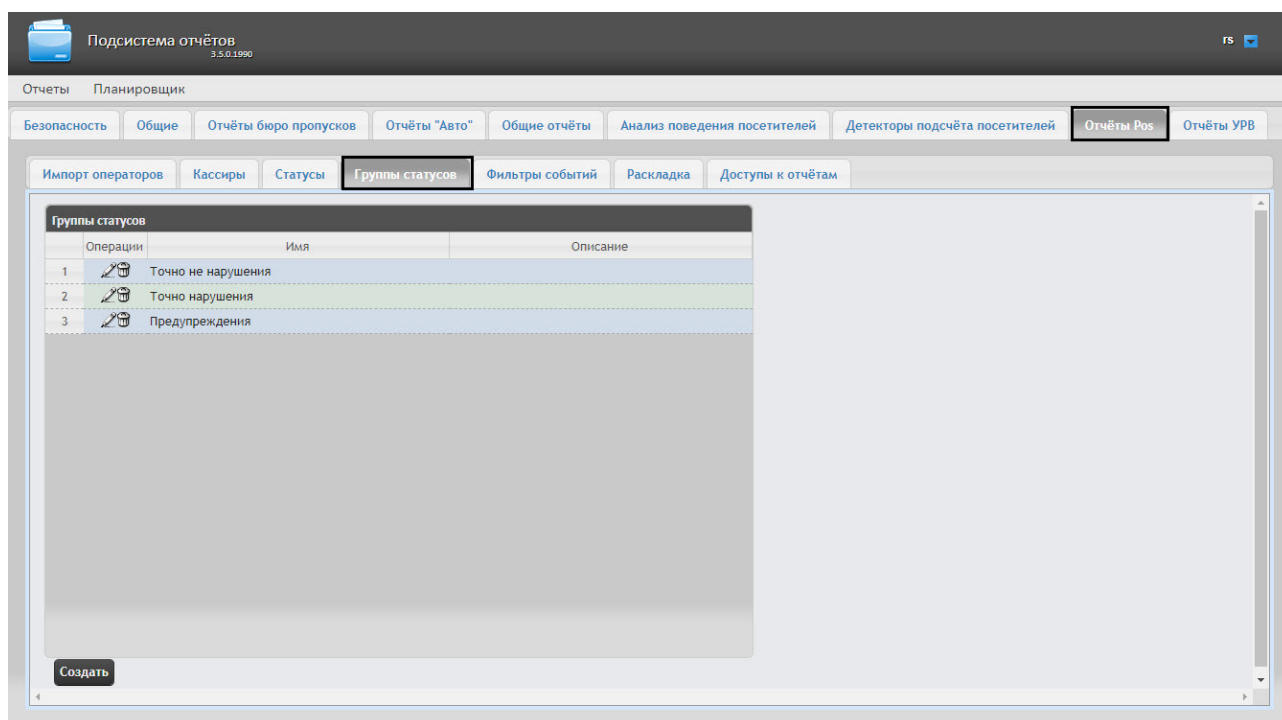 Подсистема отчётов
3.5.0.1990
rs
Отчеты Планировщик
Безопасность Общие Отчёты бюро пропусков Отчёты "Авто" Общие отчёты Анализ поведения посетителей Детекторы подсчёта посетителей Отчёты Pos Отчёты УРВ
Импорт операторов Кассиры Статусы Группы статусов Фильтры событий Раскладка Доступы к отчётам
Группы статусов
Операции Имя Описание
1 Точно не нарушения
2 Точно нарушения
3 Предупреждения
Создать